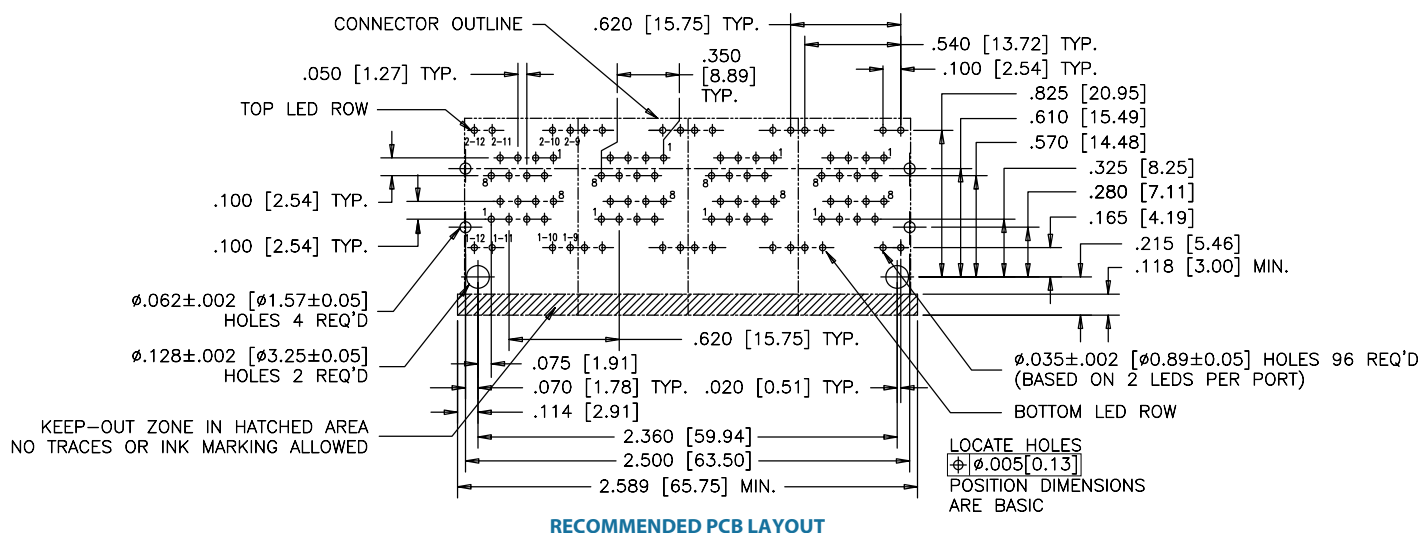 CONNECTOR OUTLINE
.620 [15.75] TYP.
.540 [13.72] TYP.
.050 [1.27] TYP.
.350
[8.89]
TYP.
.100 [2.54] TYP.
TOP LED ROW
.825 [20.95]
.610 [15.49]
.570 [14.48]
2-12 2-11 2-10 2-9
1 1 1 1
.325 [8.25]
8 8 8 8
.280 [7.11]
.100 [2.54] TYP.
8 8 8 8
.165 [4.19]
1 1 1 1
.100 [2.54] TYP.
1-12 1-11 1-10 1-9
.215 [5.46]
.118 [3.00] MIN.
ø.062±.002 [ø1.57±0.05]
HOLES 4 REQ'D
.620 [15.75] TYP.
ø.128±.002 [ø3.25±0.05]
HOLES 2 REQ'D
.075 [1.91]
ø.035±.002 [ø0.89±0.05] HOLES 96 REQ'D
(BASED ON 2 LEDS PER PORT)
.070 [1.78] TYP. .020 [0.51] TYP.
.114 [2.91]
BOTTOM LED ROW
KEEP-OUT ZONE IN HATCHED AREA
NO TRACES OR INK MARKING ALLOWED
2.360 [59.94]
2.500 [63.50]
2.589 [65.75] MIN.
LOCATE HOLES
⌖ ø.005[0.13]
POSITION DIMENSIONS
ARE BASIC
RECOMMENDED PCB LAYOUT